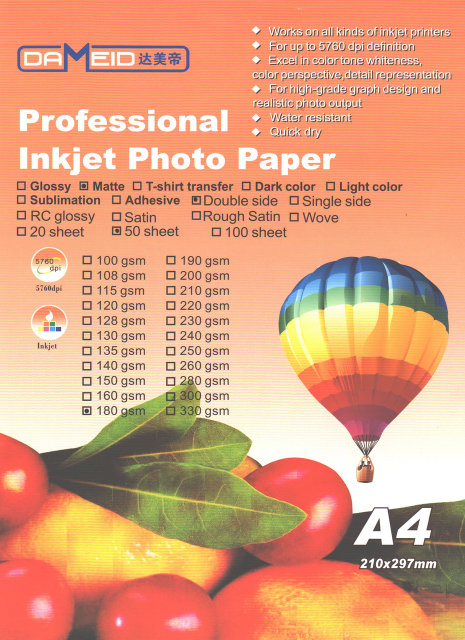 DAMEID 达美帝
Works on all kinds of inkjet printers
For up to 5760 dpi definition
Excel in color tone whiteness,
color perspective,detail representation
For high-grade graph design and
realistic photo output
Water resistant
Quick dry
Professional
Inkjet Photo Paper
Glossy Matte T-shirt transfer Dark color Light color
Sublimation Adhesive Double side Single side
RC glossy Satin Rough Satin Wove
20 sheet 50 sheet 100 sheet
5760 dpi
5760dpi
Inkjet
100 gsm 190 gsm
108 gsm 200 gsm
115 gsm 210 gsm
120 gsm 220 gsm
128 gsm 230 gsm
130 gsm 240 gsm
135 gsm 250 gsm
140 gsm 260 gsm
150 gsm 280 gsm
160 gsm 300 gsm
180 gsm 330 gsm
A4
210x297mm